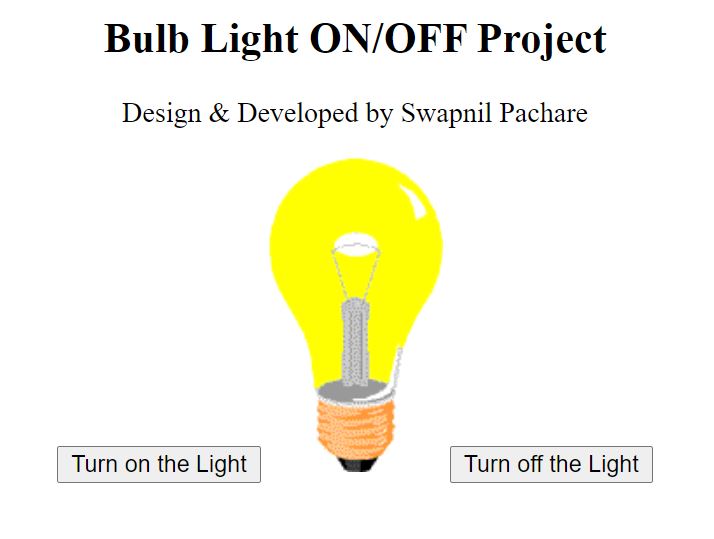 Bulb Light ON/OFF Project
Design & Developed by Swapnil Pachare
Turn on the Light
Turn off the Light